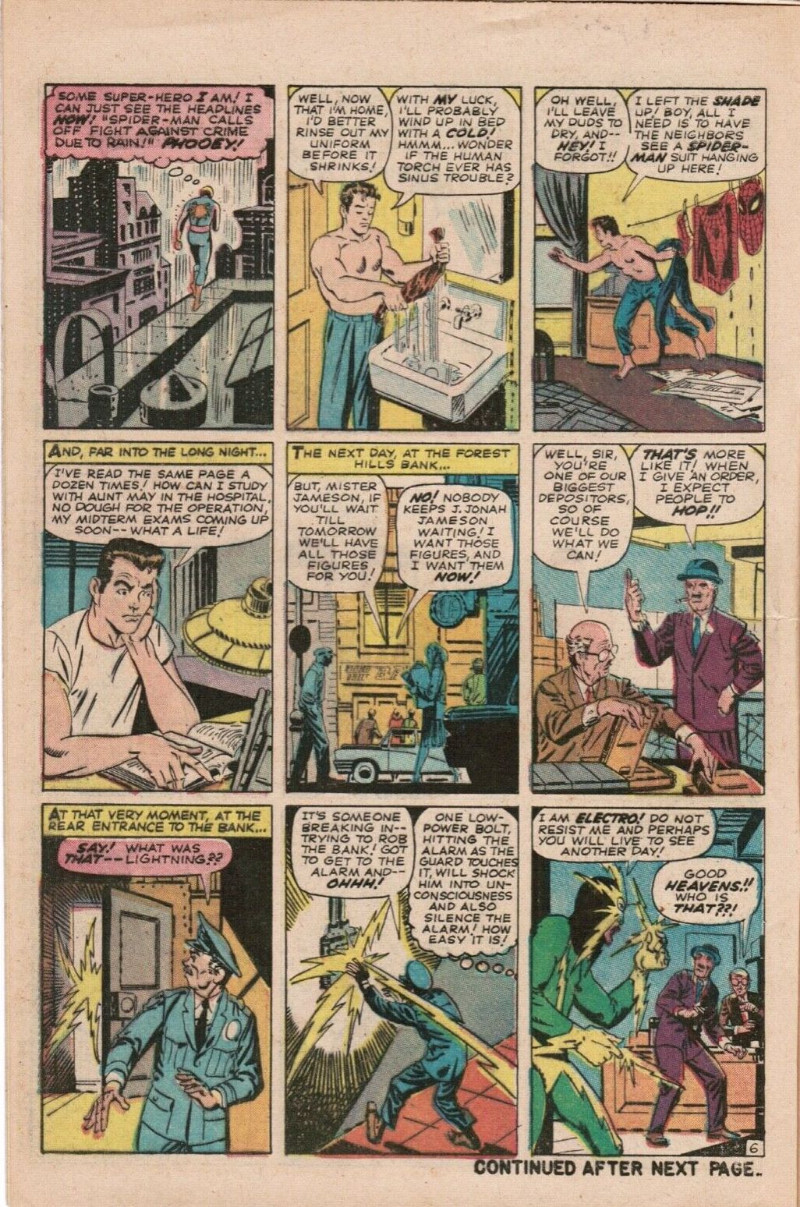 SOME SUPER-HERO I AM! I
CAN JUST SEE THE HEADLINES
NOW! "SPIDER-MAN CALLS
OFF FIGHT AGAINST CRIME
DUE TO RAIN!" PHOOEY!
WELL, NOW
THAT I'M HOME,
I'D BETTER
RINSE OUT MY
UNIFORM
BEFORE IT
SHRINKS!
WITH MY LUCK,
I'LL PROBABLY
WIND UP IN BED
WITH A COLD!
HMMM... WONDER
IF THE HUMAN
TORCH EVER HAS
SINUS TROUBLE?
OH WELL,
I'LL LEAVE
MY DUDS TO
DRY, AND--
HEY! I
FORGOT!!
I LEFT THE SHADE
UP! BOY, ALL I
NEED IS TO HAVE
THE NEIGHBORS
SEE A SPIDER-
MAN SUIT HANGING
UP HERE!
AND, FAR INTO THE LONG NIGHT...
I'VE READ THE SAME PAGE A
DOZEN TIMES! HOW CAN I STUDY
WITH AUNT MAY IN THE HOSPITAL,
NO DOUGH FOR THE OPERATION,
MY MIDTERM EXAMS COMING UP
SOON-- WHAT A LIFE!
THE NEXT DAY, AT THE FOREST
HILLS BANK...
BUT, MISTER
JAMESON, IF
YOU'LL WAIT
TILL
TOMORROW
WE'LL HAVE
ALL THOSE
FIGURES
FOR YOU!
NO! NOBODY
KEEPS J. JONAH
JAMESON
WAITING! I
WANT THOSE
FIGURES, AND
I WANT THEM
NOW!
WELL, SIR,
YOU'RE
ONE OF OUR
BIGGEST
DEPOSITORS,
SO OF
COURSE
WE'LL DO
WHAT WE
CAN!
THAT'S MORE
LIKE IT! WHEN
I GIVE AN ORDER,
I EXPECT
PEOPLE TO
HOP!!
AT THAT VERY MOMENT, AT THE
REAR ENTRANCE TO THE BANK...
SAY! WHAT WAS
THAT-- LIGHTNING??
IT'S SOMEONE
BREAKING IN--
TRYING TO ROB
THE BANK! GOT
TO GET TO THE
ALARM AND--
OHHH!
ONE LOW-
POWER BOLT,
HITTING THE
ALARM AS THE
GUARD TOUCHES
IT, WILL SHOCK
HIM INTO UN-
CONSCIOUSNESS
AND ALSO
SILENCE THE
ALARM! HOW
EASY IT IS!
I AM ELECTRO! DO NOT
RESIST ME AND PERHAPS
YOU WILL LIVE TO SEE
ANOTHER DAY!
GOOD
HEAVENS!!
WHO IS
THAT??!
6
CONTINUED AFTER NEXT PAGE..